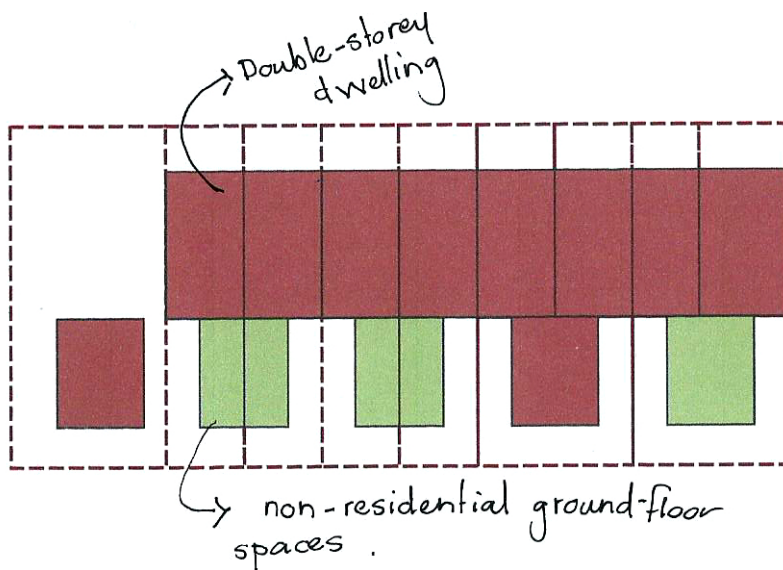 Double-storey
dwelling
non-residential ground-floor
spaces.